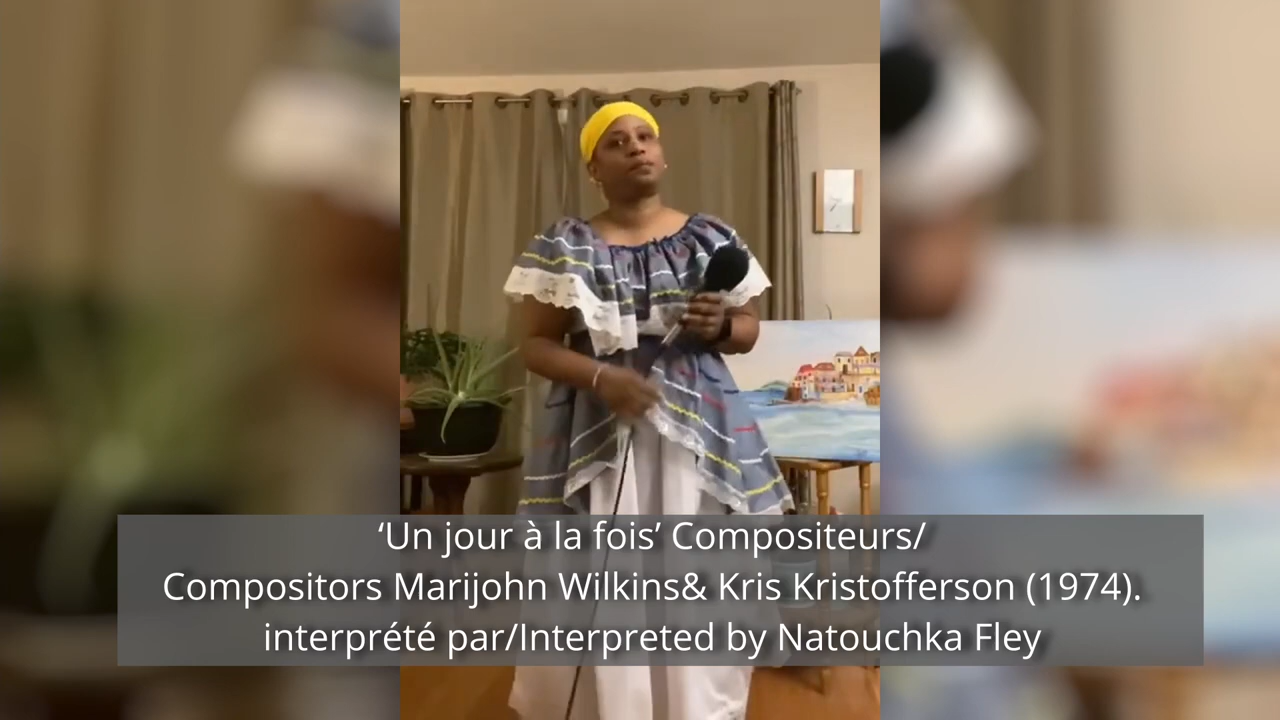 ‘Un jour à la fois’ Compositeurs/
Compositors Marijohn Wilkins& Kris Kristofferson (1974).
interprété par/Interpreted by Natouchka Fley